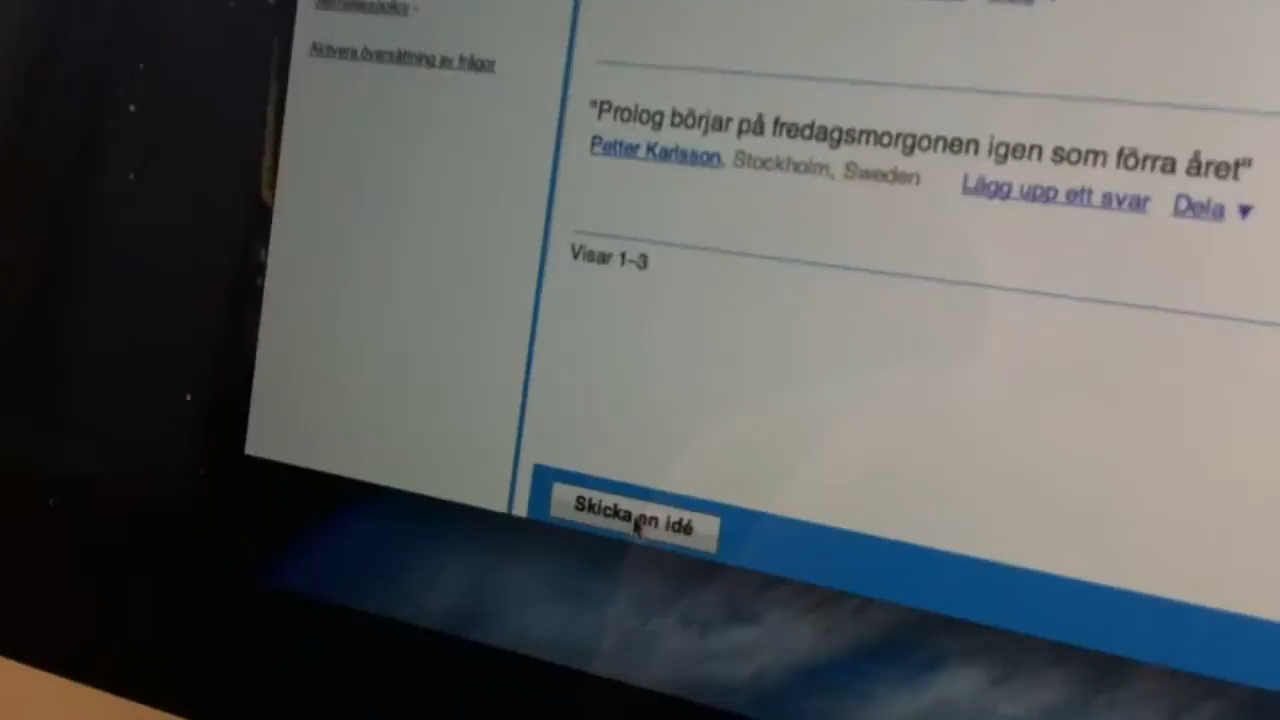 Aktivera översättning av frågor
"Prolog börjar på fredagsmorgonen igen som förra året"
Petter Karlsson, Stockholm, Sweden Lägg upp ett svar Dela ▼
Visar 1–3
Skicka en idé